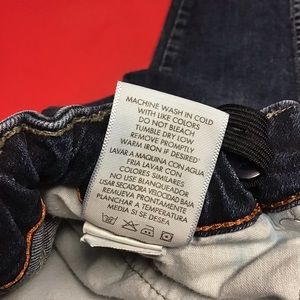 MACHINE WASH IN COLD
WITH LIKE COLORS
DO NOT BLEACH
TUMBLE DRY LOW
REMOVE PROMPTLY
WARM IRON IF DESIRED
LAVAR A MAQUINA CON AGUA
FRIA LAVAR CON
COLORES SIMILARES
NO USE BLANQUEADOR
USAR SECADORA VELOCIDAD BAJA
REMUEVA PRONTAMENTE
PLANCHAR A TEMPERATURA
MEDIA SI SE DESEA